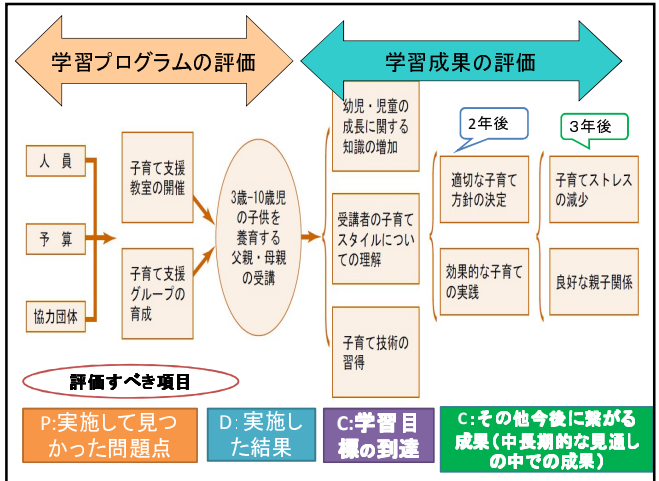 学習プログラムの評価
学習成果の評価
人　員
予　算
協力団体
子育て支援
教室の開催
子育て支援
グループの
育成
3歳−10歳児
の子供を
養育する
父親・母親
の受講
幼児・児童の
成長に関する
知識の増加
受講者の子育て
スタイルについ
ての理解
子育て技術の
習得
2年後
適切な子育て
方針の決定
効果的な子育て
の実践
3年後
子育てストレス
の減少
良好な親子関係
評価すべき項目
P:実施して見つ
かった問題点
D:実施し
た結果
C:学習目
標の到達
C:その他今後に繋がる
成果(中長期的な見通し
の中での成果)